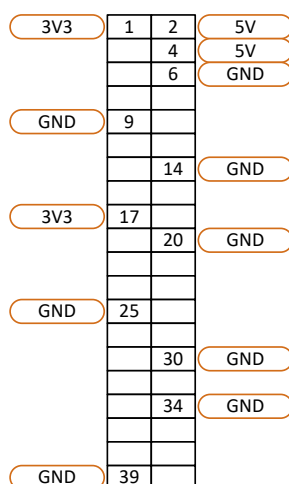 3V3 1 2 5V
4 5V
6 GND
GND 9
14 GND
3V3 17
20 GND
GND 25
30 GND
34 GND
GND 39